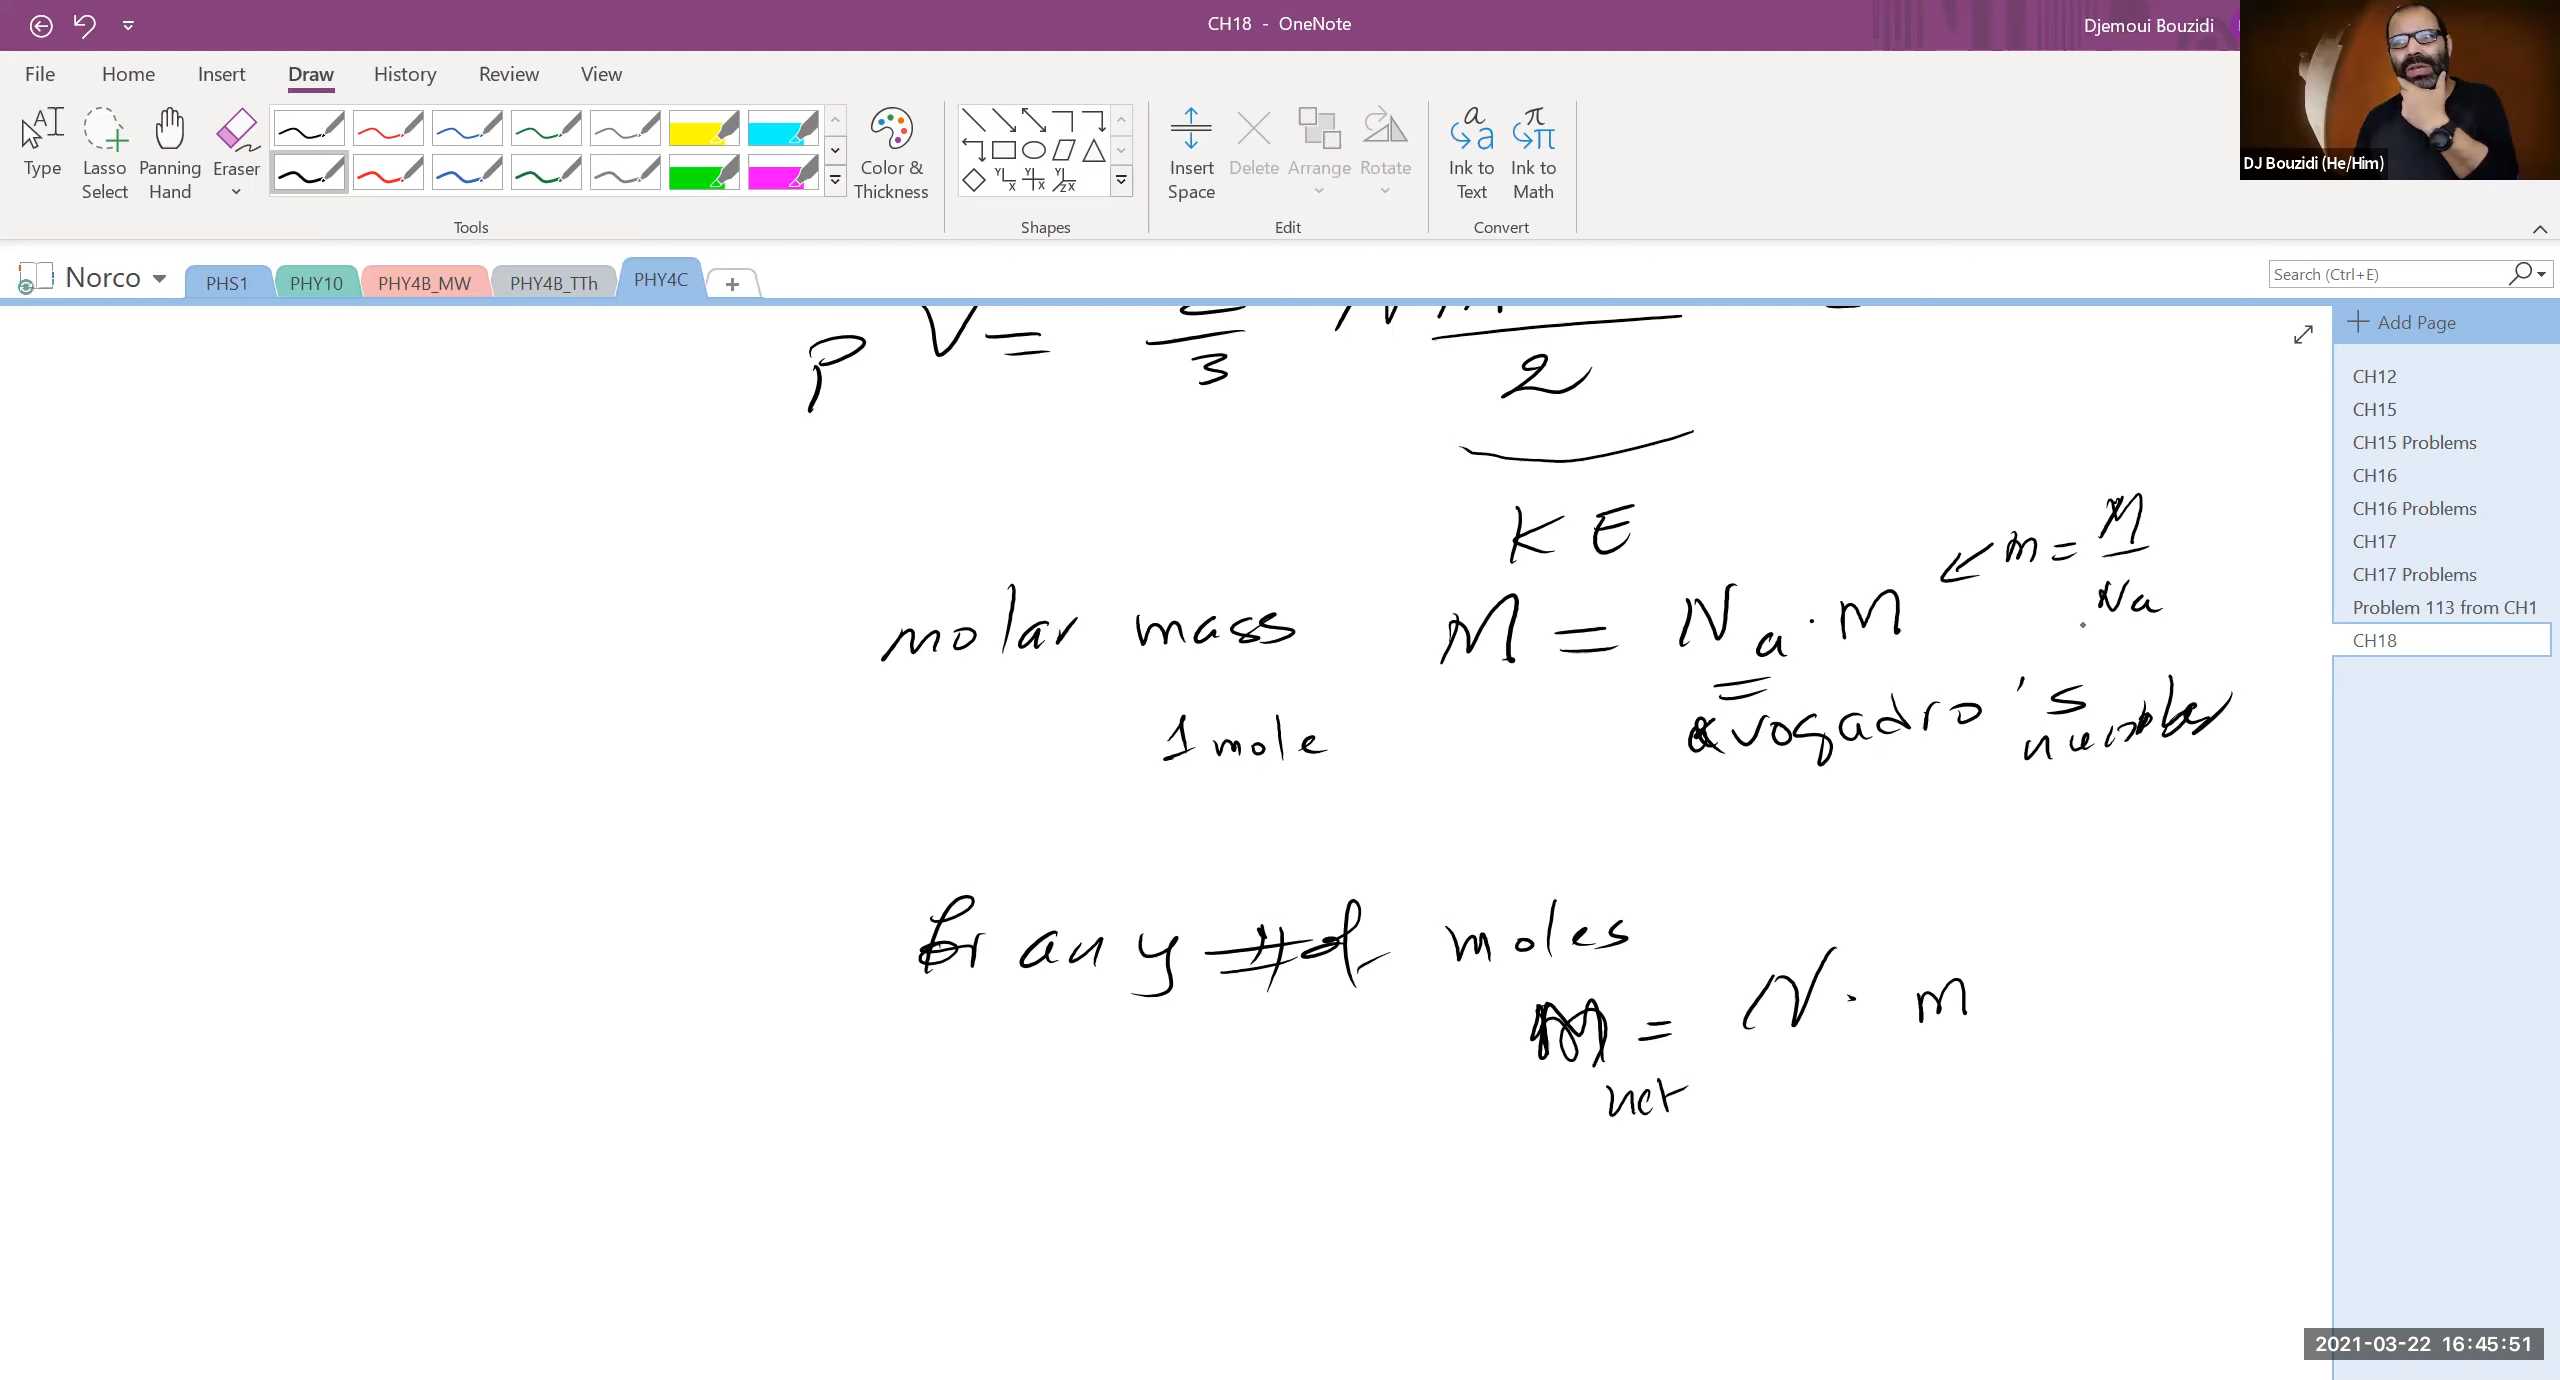 CH18 - OneNote
Djemoui Bouzidi
File Home Insert Draw History Review View
Type
Lasso Select
Panning Hand
Eraser
Color & Thickness
Insert Space
Delete
Arrange
Rotate
Ink to Text
Ink to Math
Tools
Shapes
Edit
Convert
DJ Bouzidi (He/Him)
Norco
PHS1 PHY10 PHY4B_MW PHY4B_TTh PHY4C
Search (Ctrl+E)
Add Page
CH12
CH15
CH15 Problems
CH16
CH16 Problems
CH17
CH17 Problems
Problem 113 from CH1
CH18
P V = 2/3 N m / 2
K E
molar mass M = Na · m
m = M / Na
1 mole
avogadro's number
for any # of moles
M net = N · m
2021-03-22 16:45:51